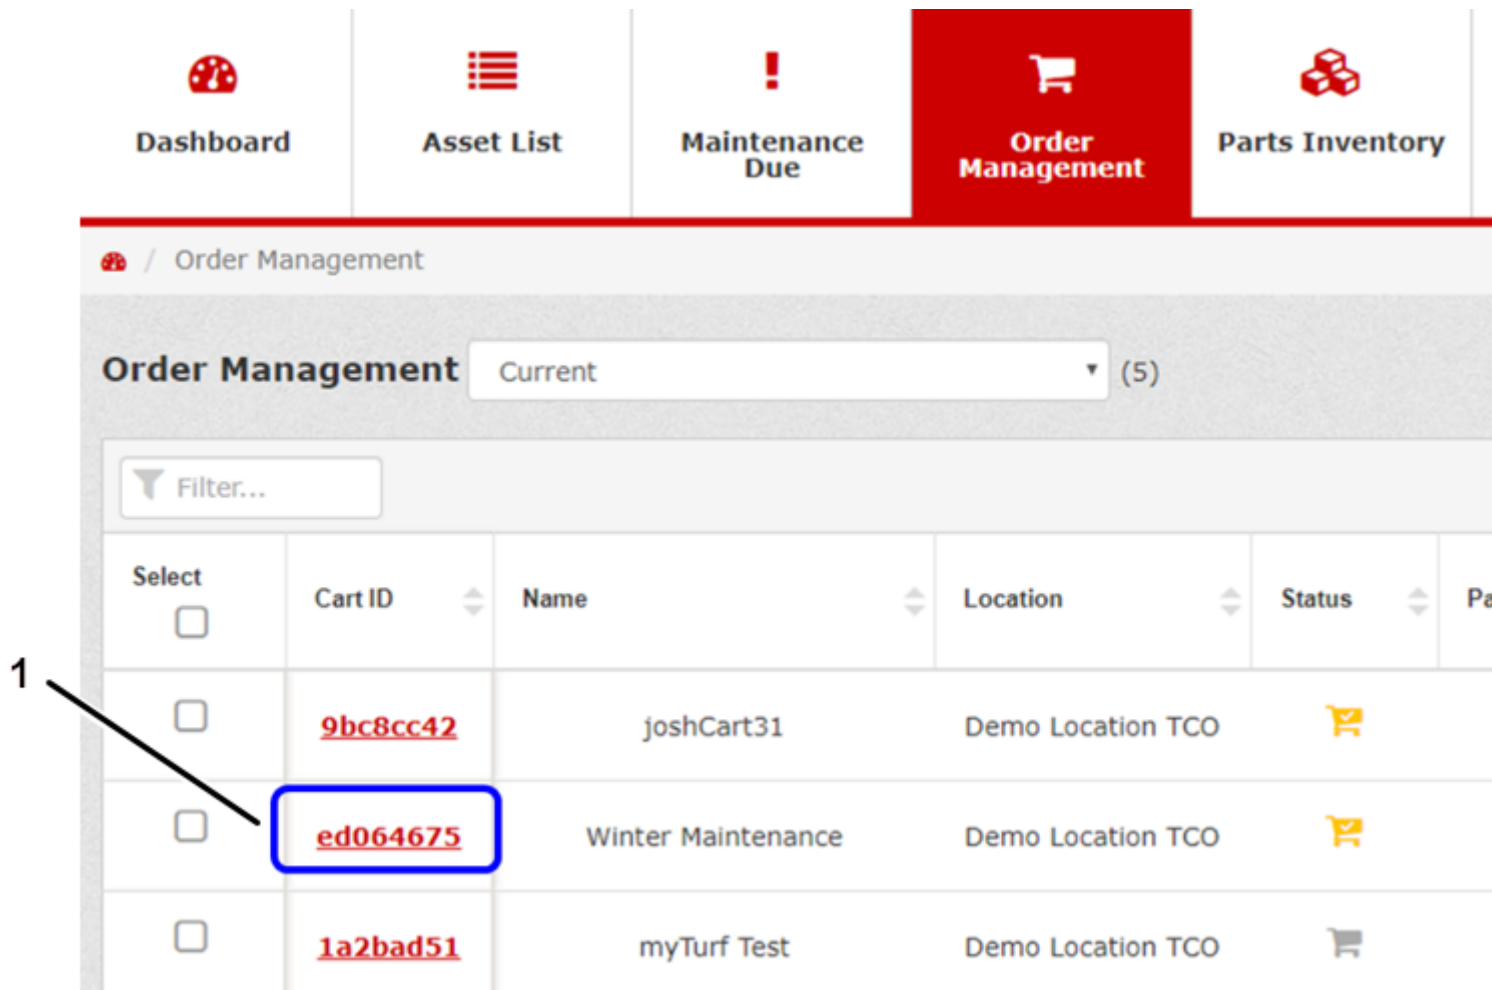 Dashboard
Asset List
Maintenance
Due
Order
Management
Parts Inventory
/ Order Management
Order Management Current (5)
Filter...
Select
Cart ID
Name
Location
Status
Pa
1
9bc8cc42 joshCart31 Demo Location TCO
ed064675 Winter Maintenance Demo Location TCO
1a2bad51 myTurf Test Demo Location TCO